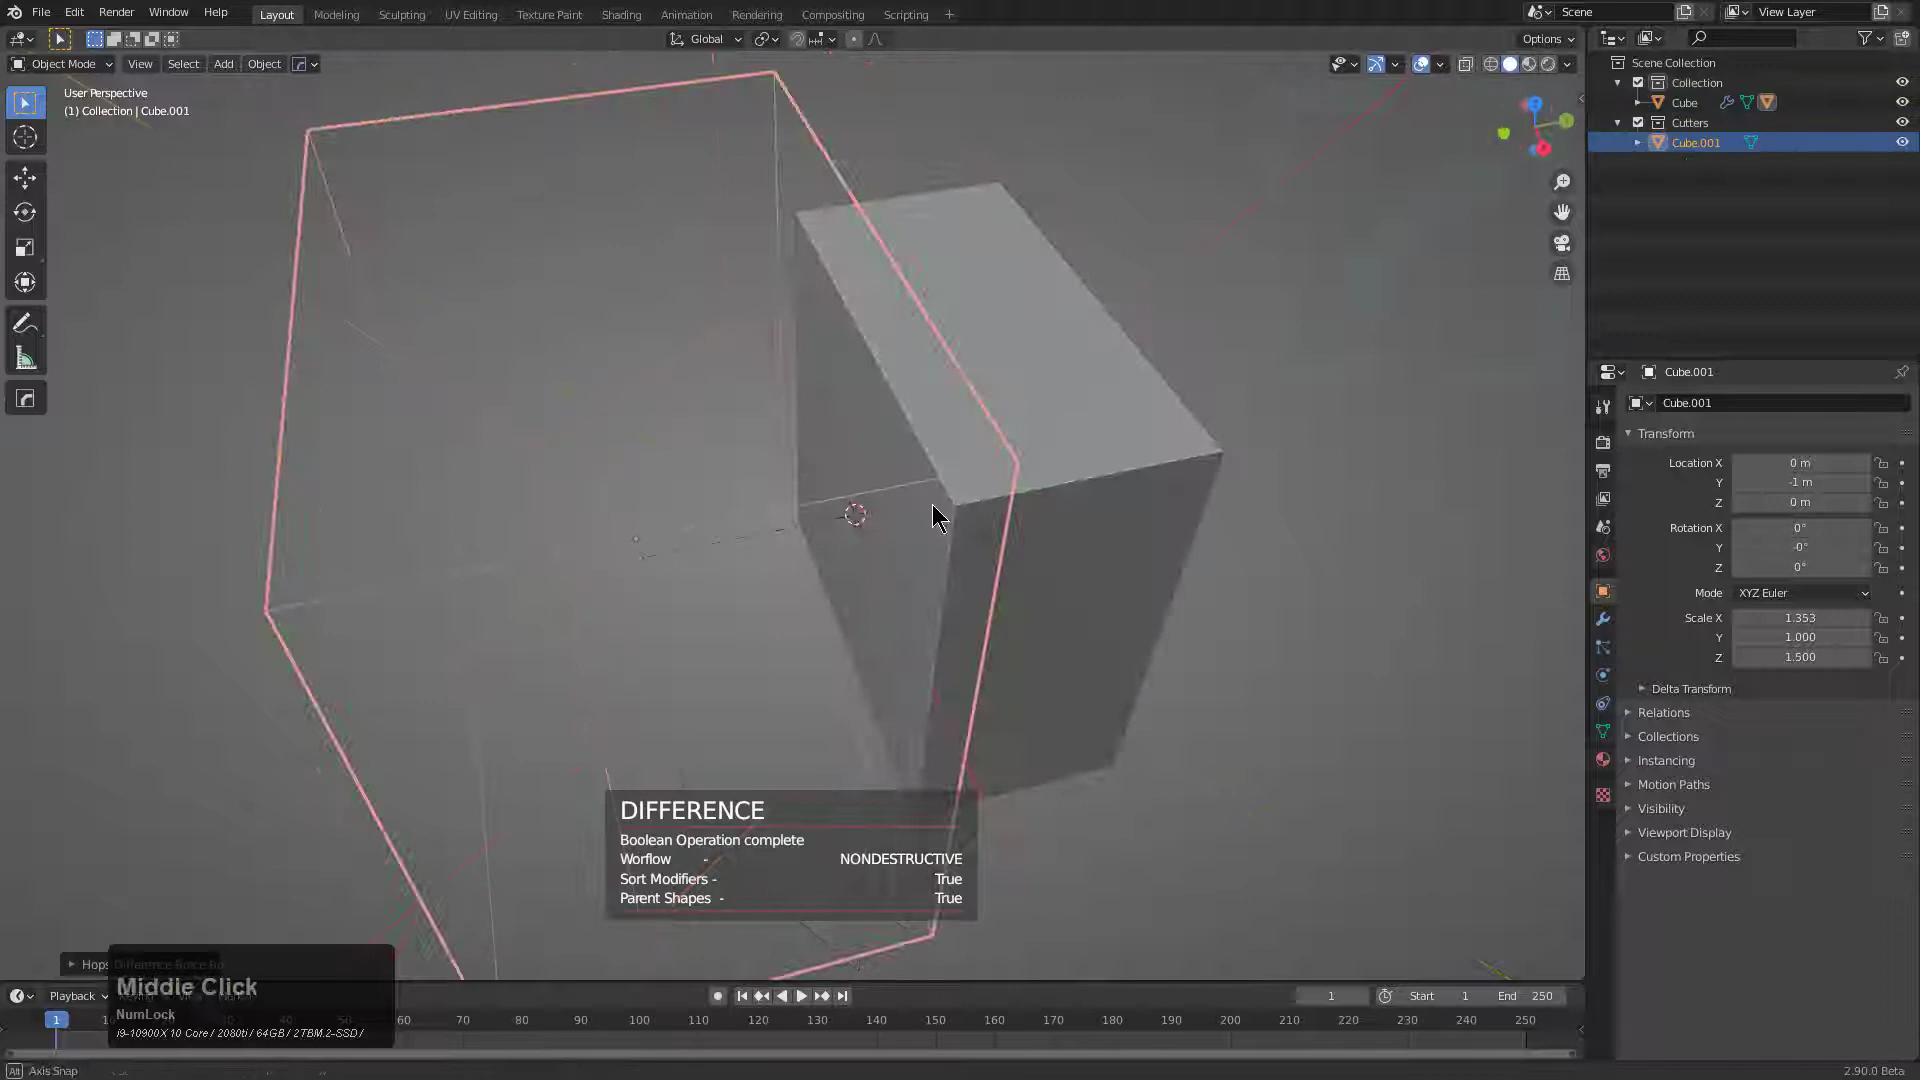 File Edit Render Window Help
Layout Modeling Sculpting UV Editing Texture Paint Shading Animation Rendering Compositing Scripting +
Scene
View Layer
Global
Options
Object Mode View Select Add Object
User Perspective
(1) Collection | Cube.001
Scene Collection
Collection
Cube
Cutters
Cube.001
Cube.001
Cube.001
Transform
Location X 0 m
Y -1 m
Z 0 m
Rotation X 0°
Y -0°
Z 0°
Mode XYZ Euler
Scale X 1.353
Y 1.000
Z 1.500
Delta Transform
Relations
Collections
Instancing
Motion Paths
Visibility
Viewport Display
Custom Properties
DIFFERENCE
Boolean Operation complete
Worflow - NONDESTRUCTIVE
Sort Modifiers - True
Parent Shapes - True
Hops
Middle Click
NumLock
i9-10900X 10 Core / 2080ti / 64GB / 2TBM.2-SSD /
Playback
1 Start 1 End 250
1 50 60 70 80 90 100 110 120 130 140 150 160 170 180 190 200 210 220 230 240 250
Alt Axis Snap
2.90.0 Beta